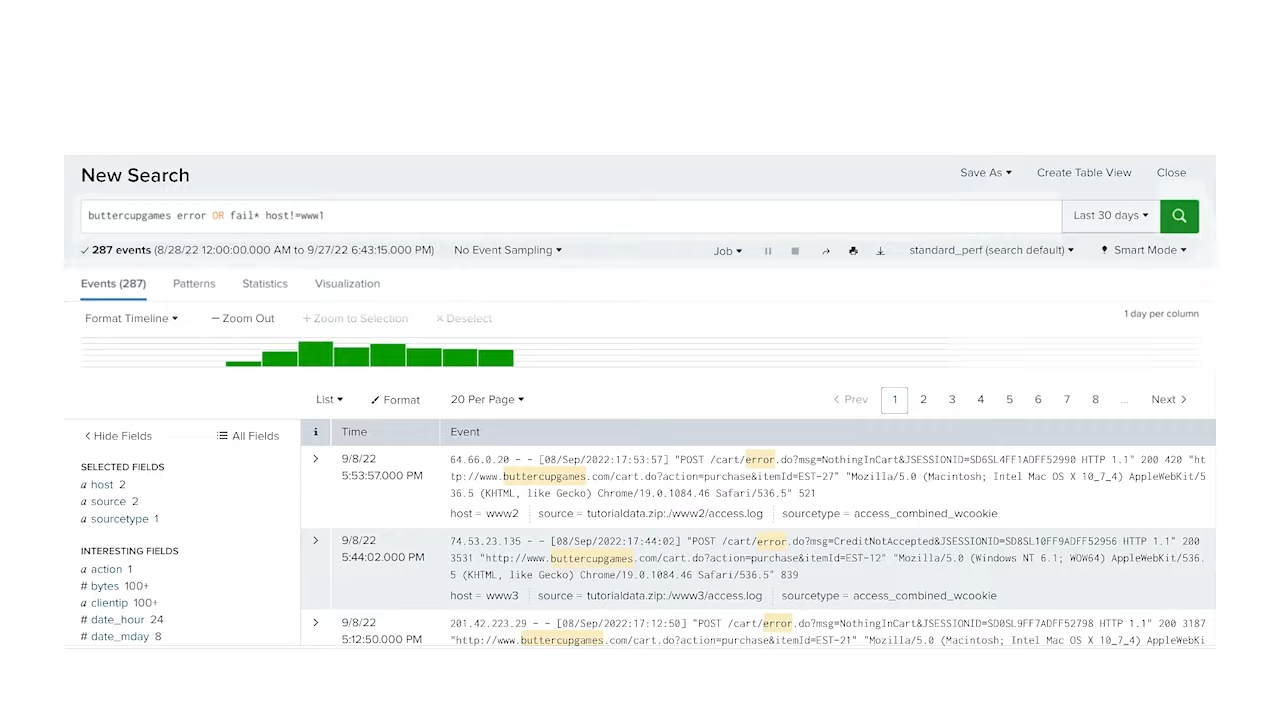 New Search
Save As
Create Table View
Close
buttercupgames error OR fail* host!=www1
Last 30 days
287 events (8/28/22 12:00:00.000 AM to 9/27/22 6:43:15.000 PM)
No Event Sampling
Job
standard_perf (search default)
Smart Mode
Events (287)
Patterns
Statistics
Visualization
Format Timeline
— Zoom Out
+ Zoom to Selection
× Deselect
1 day per column
List
Format
20 Per Page
< Prev
1
2
3
4
5
6
7
8
...
Next >
< Hide Fields
All Fields
i
Time
Event
SELECTED FIELDS
a host 2
a source 2
a sourcetype 1
INTERESTING FIELDS
a action 1
# bytes 100+
a clientip 100+
# date_hour 24
# date_mday 8
>
9/8/22
5:53:57.000 PM
64.66.0.20 - - [08/Sep/2022:17:53:57] "POST /cart/error.do?msg=NothingInCart&JSESSIONID=SD6SL4FF1ADFF52990 HTTP 1.1" 200 420 "ht
tp://www.buttercupgames.com/cart.do?action=purchase&itemId=EST-27" "Mozilla/5.0 (Macintosh; Intel Mac OS X 10_7_4) AppleWebKit/5
36.5 (KHTML, like Gecko) Chrome/19.0.1084.46 Safari/536.5" 521
host = www2
source = tutorialdata.zip:./www2/access.log
sourcetype = access_combined_wcookie
>
9/8/22
5:44:02.000 PM
74.53.23.135 - - [08/Sep/2022:17:44:02] "POST /cart/error.do?msg=CreditNotAccepted&JSESSIONID=SD8SL10FF9ADFF52956 HTTP 1.1" 200
3531 "http://www.buttercupgames.com/cart.do?action=purchase&itemId=EST-12" "Mozilla/5.0 (Windows NT 6.1; WOW64) AppleWebKit/536.
5 (KHTML, like Gecko) Chrome/19.0.1084.46 Safari/536.5" 839
host = www3
source = tutorialdata.zip:./www3/access.log
sourcetype = access_combined_wcookie
>
9/8/22
5:12:50.000 PM
201.42.223.29 - - [08/Sep/2022:17:12:50] "POST /cart/error.do?msg=NothingInCart&JSESSIONID=SD0SL9FF7ADFF52798 HTTP 1.1" 200 3187
"http://www.buttercupgames.com/cart.do?action=purchase&itemId=EST-21" "Mozilla/5.0 (Macintosh; Intel Mac OS X 10_7_4) AppleWebKi